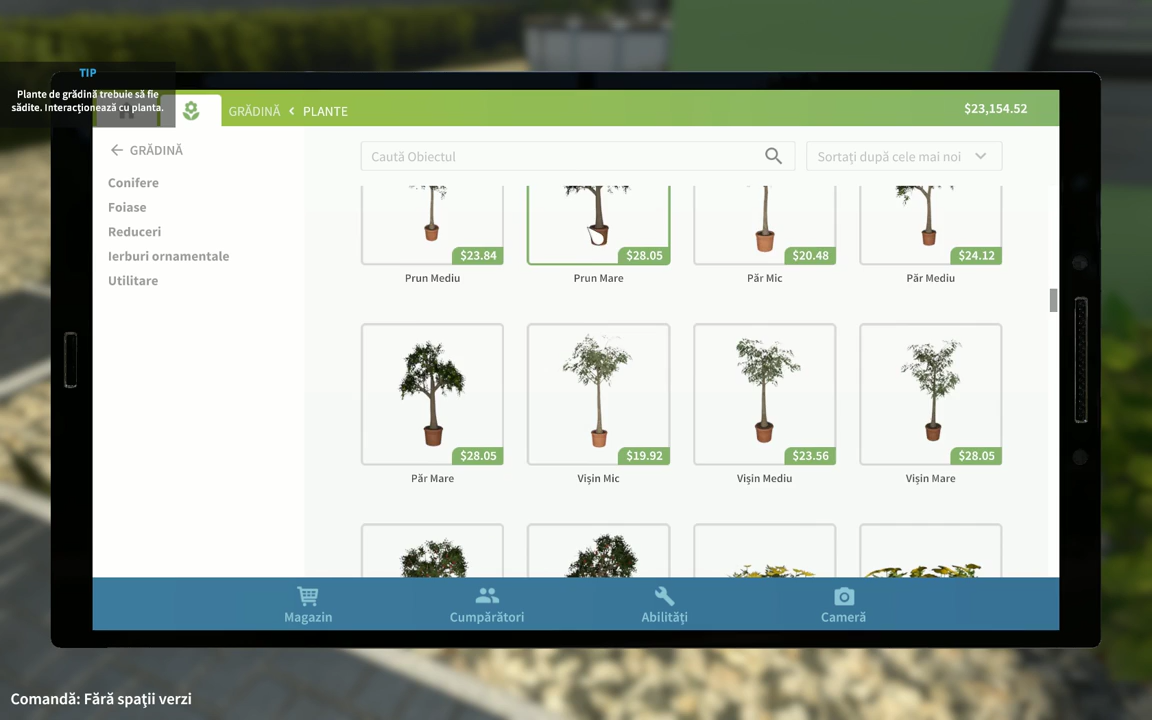 TIP
Plante de grădină trebuie să fie
sădite. Interacționează cu planta.
GRĂDINĂ < PLANTE
$23,154.52
GRĂDINĂ
Conifere
Foiase
Reduceri
Ierburi ornamentale
Utilitare
Caută Obiectul
Sortați după cele mai noi
$23.84
$28.05
$20.48
$24.12
Prun Mediu
Prun Mare
Păr Mic
Păr Mediu
$28.05
$19.92
$23.56
$28.05
Păr Mare
Vișin Mic
Vișin Mediu
Vișin Mare
Magazin
Cumpărători
Abilități
Cameră
Comandă: Fără spații verzi